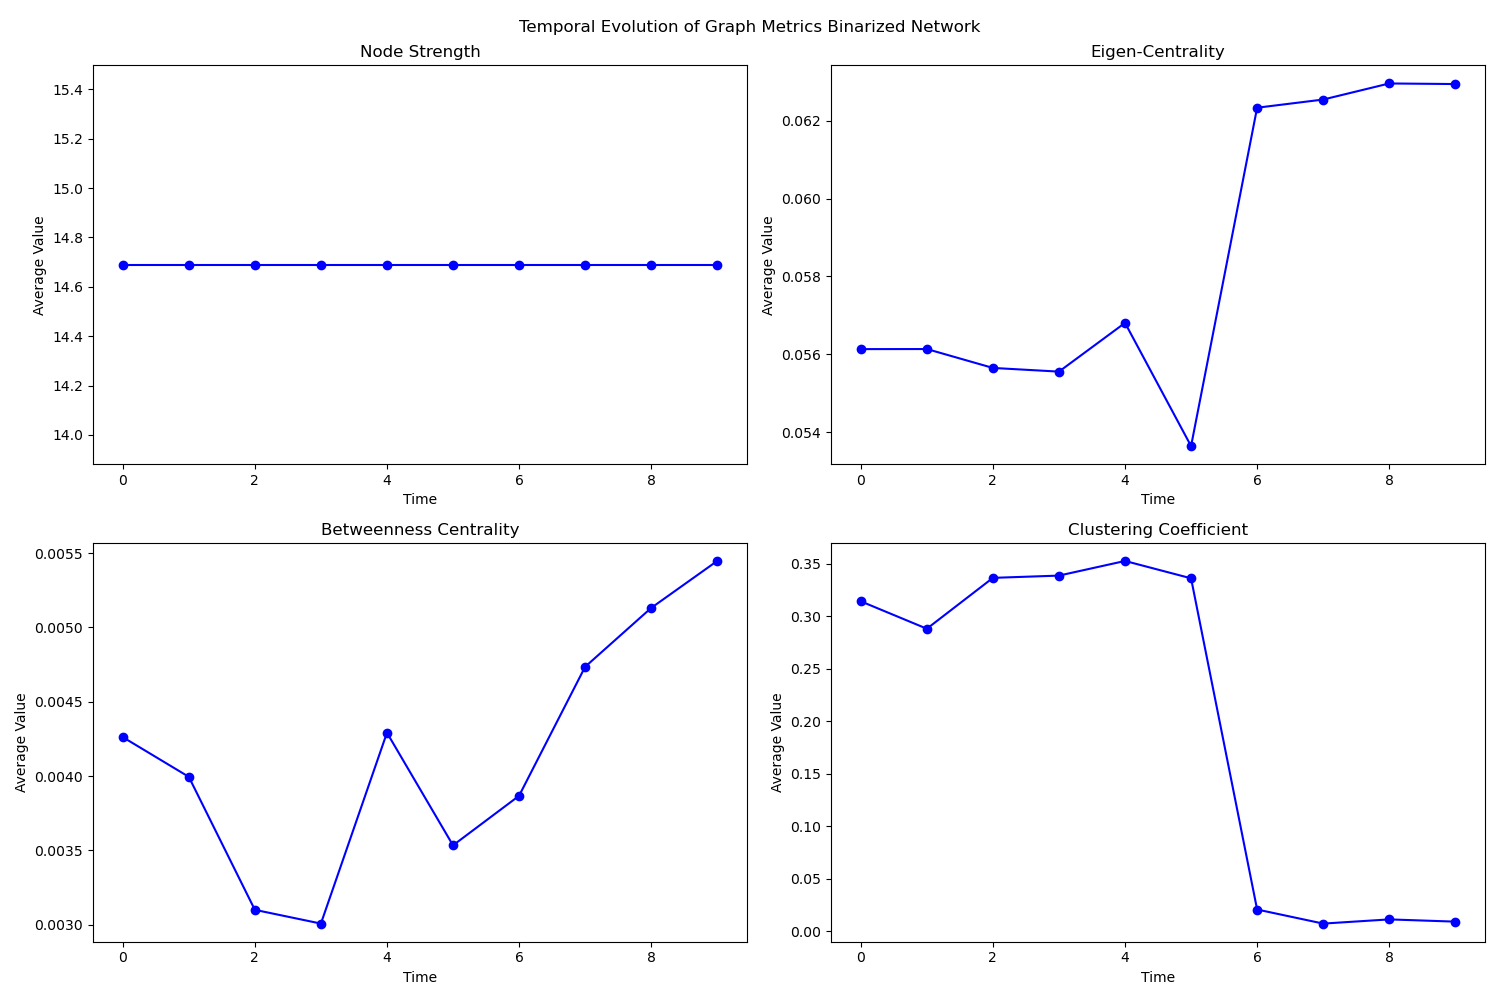 Temporal Evolution of Graph Metrics Binarized Network
Node Strength
15.4
15.2
15.0
14.8
14.6
14.4
14.2
14.0
Average Value
0 2 4 6 8
Time
Eigen-Centrality
0.062
0.060
0.058
0.056
0.054
Average Value
0 2 4 6 8
Time
Betweenness Centrality
0.0055
0.0050
0.0045
0.0040
0.0035
0.0030
Average Value
0 2 4 6 8
Time
Clustering Coefficient
0.35
0.30
0.25
0.20
0.15
0.10
0.05
0.00
Average Value
0 2 4 6 8
Time